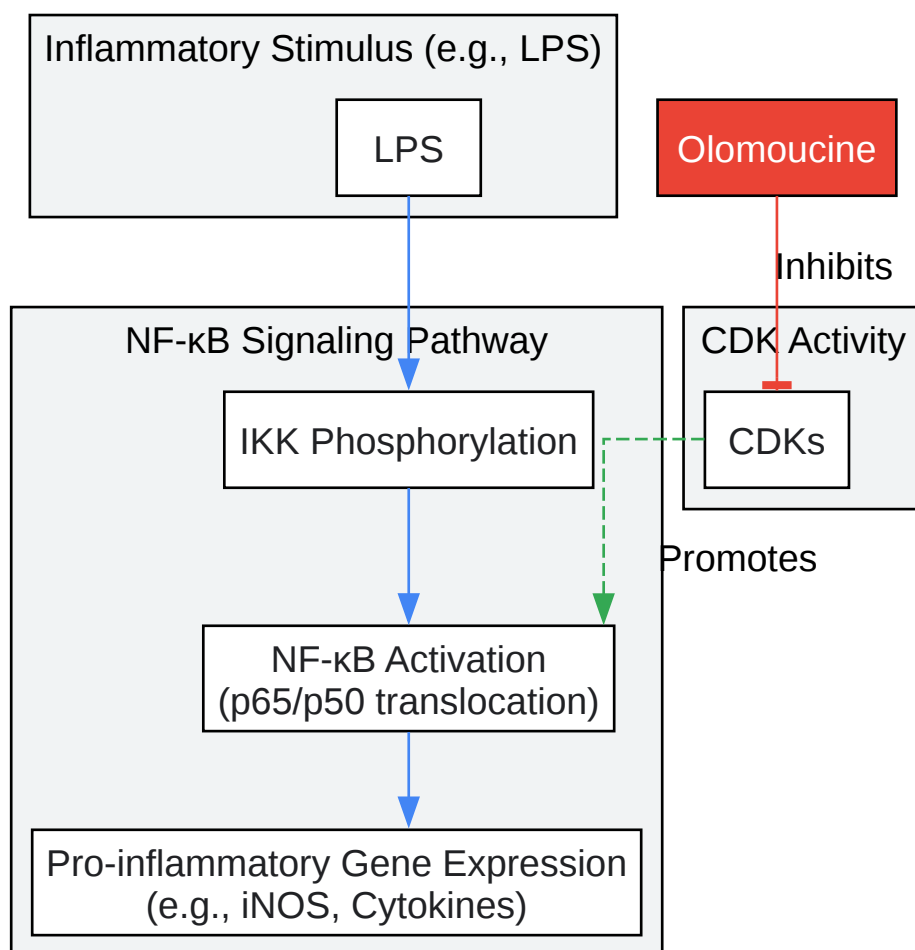 Inflammatory Stimulus (e.g., LPS)
LPS
Olomoucine
Inhibits
NF-κB Signaling Pathway
CDK Activity
IKK Phosphorylation
CDKs
Promotes
NF-κB Activation
(p65/p50 translocation)
Pro-inflammatory Gene Expression
(e.g., iNOS, Cytokines)